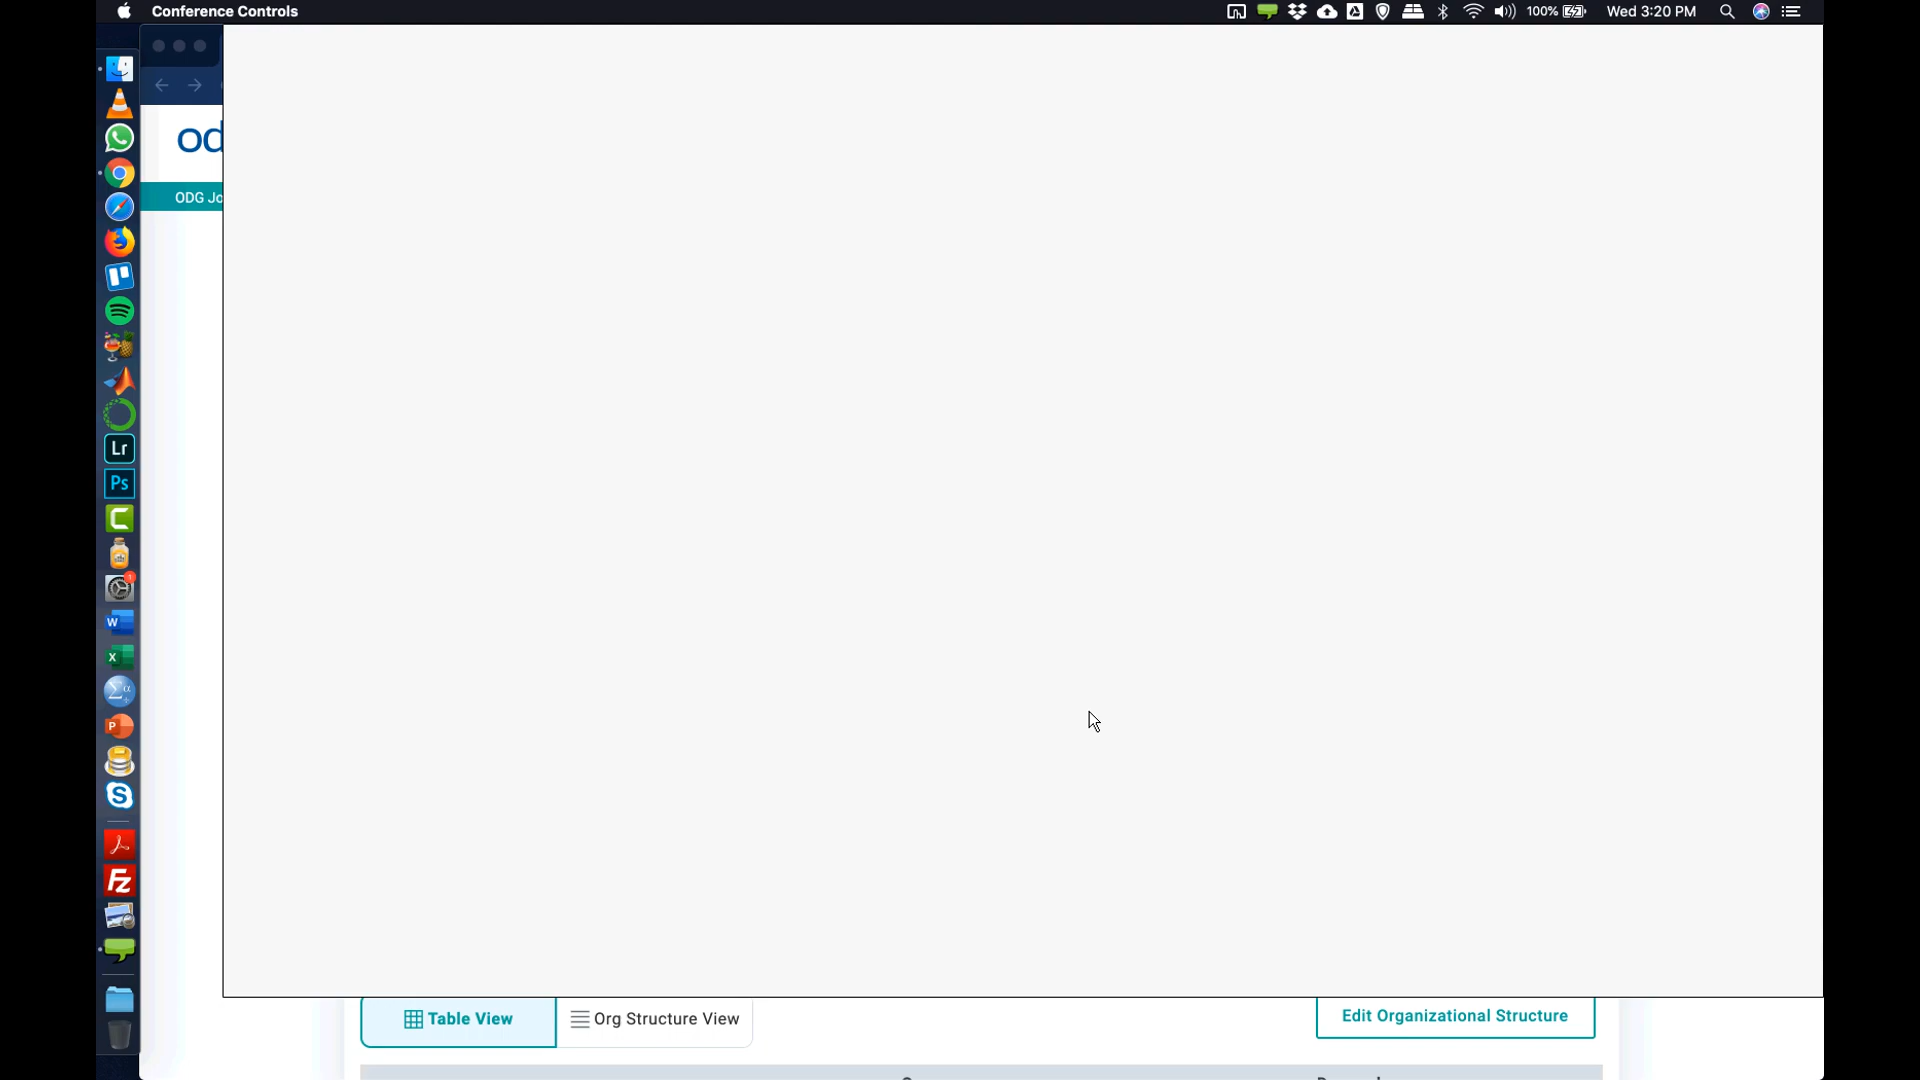 Conference Controls
100%
Wed 3:20 PM
od
ODG Jo
Lr
Ps
W
X
P
S
Fz
Table View
Org Structure View
Edit Organizational Structure